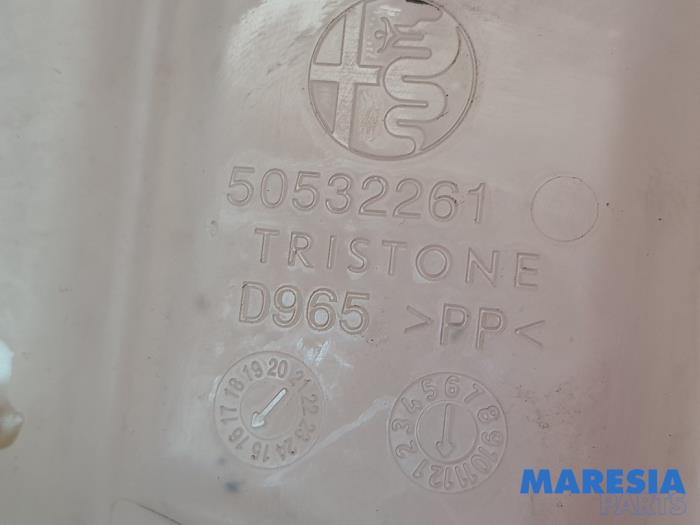 50532261
TRISTONE
D965 >PP<
15 16 17 18 19 20 21 22 23 24
1 2 3 4 5 6 7 8 9 10 11 12
MARESIA
PARTS